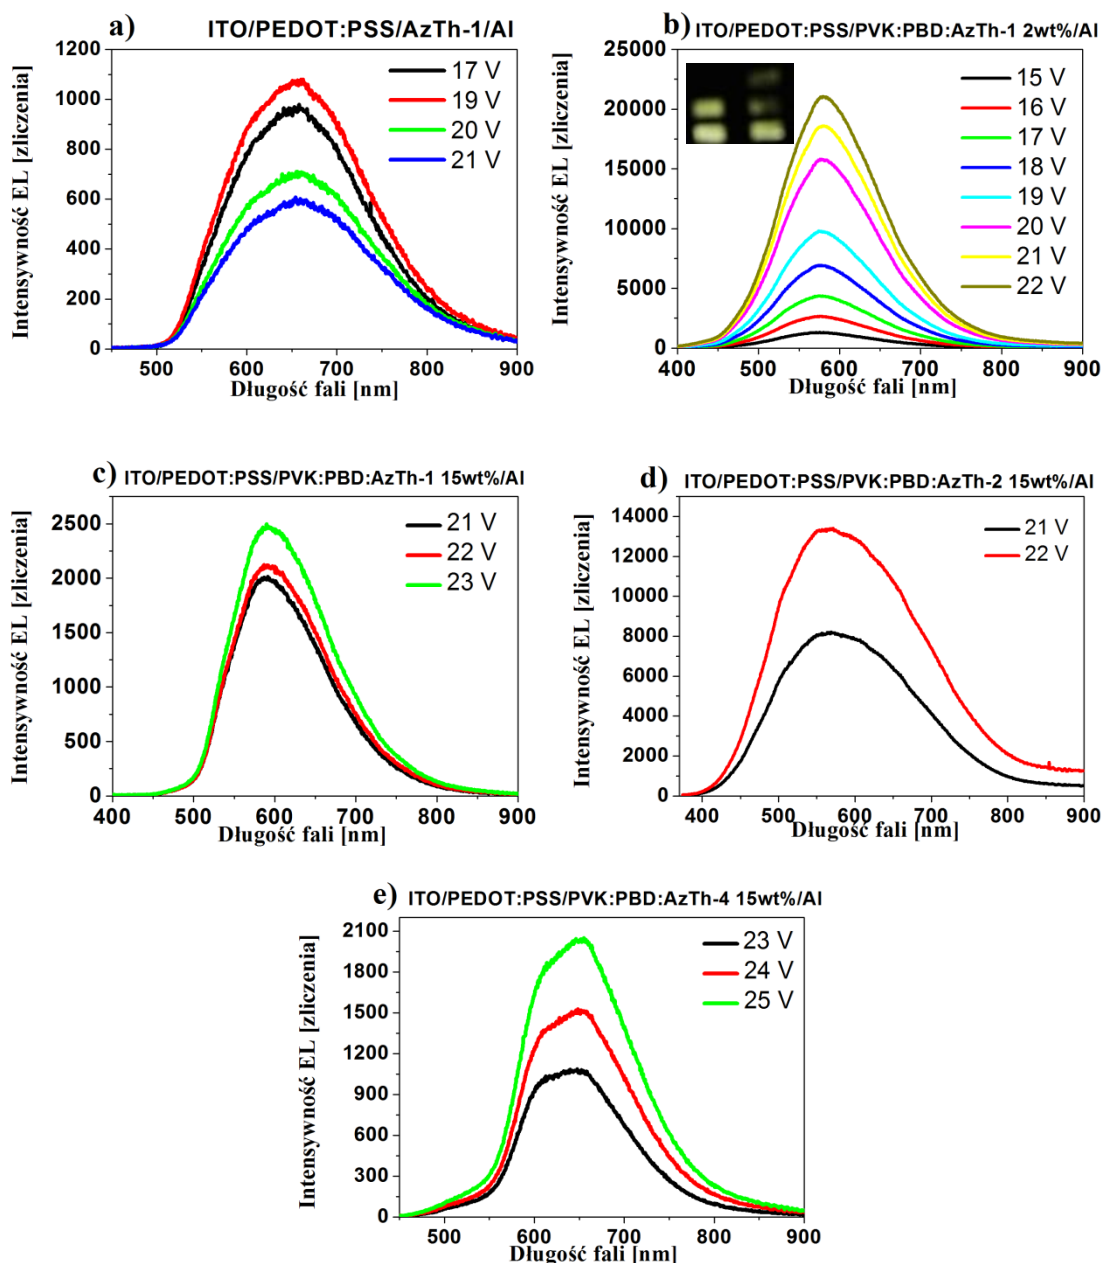 a) ITO/PEDOT:PSS/AzTh-1/Al
Intensywność EL [zliczenia]
1200
1000
800
600
400
200
0
17 V
19 V
20 V
21 V
500 600 700 800 900
Długość fali [nm]
b) ITO/PEDOT:PSS/PVK:PBD:AzTh-1 2wt%/Al
Intensywność EL [zliczenia]
25000
20000
15000
10000
5000
0
15 V
16 V
17 V
18 V
19 V
20 V
21 V
22 V
400 500 600 700 800 900
Długość fali [nm]
c) ITO/PEDOT:PSS/PVK:PBD:AzTh-1 15wt%/Al
Intensywność EL [zliczenia]
2500
2000
1500
1000
500
0
21 V
22 V
23 V
400 500 600 700 800 900
Długość fali [nm]
d) ITO/PEDOT:PSS/PVK:PBD:AzTh-2 15wt%/Al
Intensywność EL [zliczenia]
14000
12000
10000
8000
6000
4000
2000
0
21 V
22 V
400 500 600 700 800 900
Długość fali [nm]
e) ITO/PEDOT:PSS/PVK:PBD:AzTh-4 15wt%/Al
Intensywność EL [zliczenia]
2100
1800
1500
1200
900
600
300
0
23 V
24 V
25 V
500 600 700 800 900
Długość fali [nm]